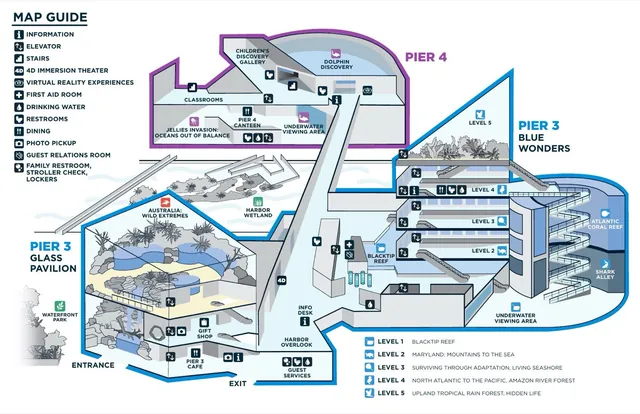 MAP GUIDE
INFORMATION
ELEVATOR
STAIRS
4D 4D IMMERSION THEATER
VIRTUAL REALITY EXPERIENCES
FIRST AID ROOM
DRINKING WATER
RESTROOMS
DINING
PHOTO PICKUP
GUEST RELATIONS ROOM
FAMILY RESTROOM,
STROLLER CHECK,
LOCKERS
PIER 4
CHILDREN'S
DISCOVERY
GALLERY
DOLPHIN
DISCOVERY
CLASSROOMS
PIER 4
CANTEEN
JELLIES INVASION:
OCEANS OUT OF BALANCE
UNDERWATER
VIEWING AREA
PIER 3
BLUE
WONDERS
LEVEL 5
LEVEL 4
LEVEL 3
LEVEL 2
ATLANTIC
CORAL REEF
SHARK
ALLEY
BLACKTIP
REEF
UNDERWATER
VIEWING AREA
AUSTRALIA:
WILD EXTREMES
HARBOR
WETLAND
PIER 3
GLASS
PAVILION
WATERFRONT
PARK
4D
GIFT
SHOP
PIER 3
CAFE
INFO
DESK
HARBOR
OVERLOOK
GUEST
SERVICES
ENTRANCE
EXIT
LEVEL 1 BLACKTIP REEF
LEVEL 2 MARYLAND: MOUNTAINS TO THE SEA
LEVEL 3 SURVIVING THROUGH ADAPTATION, LIVING SEASHORE
LEVEL 4 NORTH ATLANTIC TO THE PACIFIC, AMAZON RIVER FOREST
LEVEL 5 UPLAND TROPICAL RAIN FOREST, HIDDEN LIFE